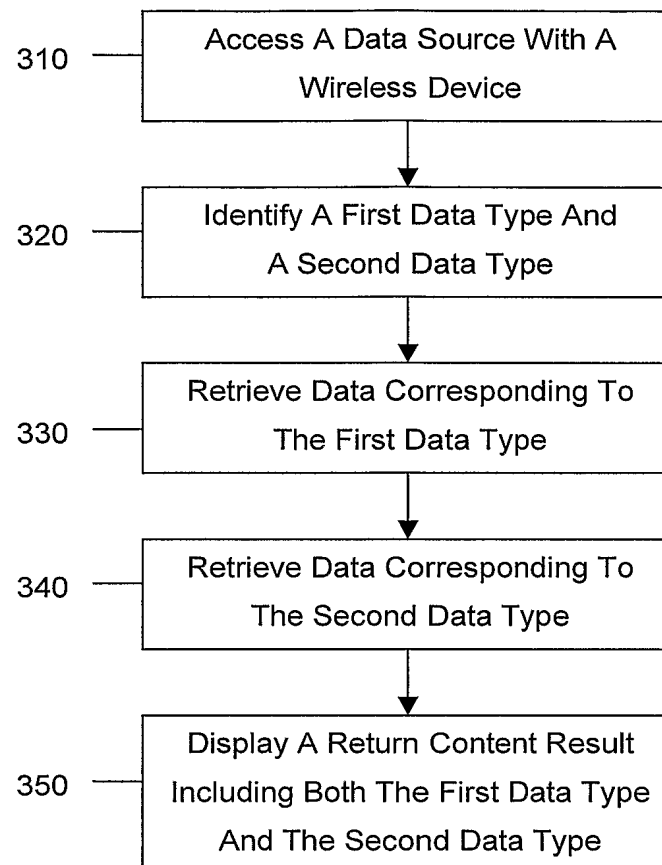 310
Access A Data Source With A
Wireless Device
320
Identify A First Data Type And
A Second Data Type
330
Retrieve Data Corresponding To
The First Data Type
340
Retrieve Data Corresponding To
The Second Data Type
350
Display A Return Content Result
Including Both The First Data Type
And The Second Data Type